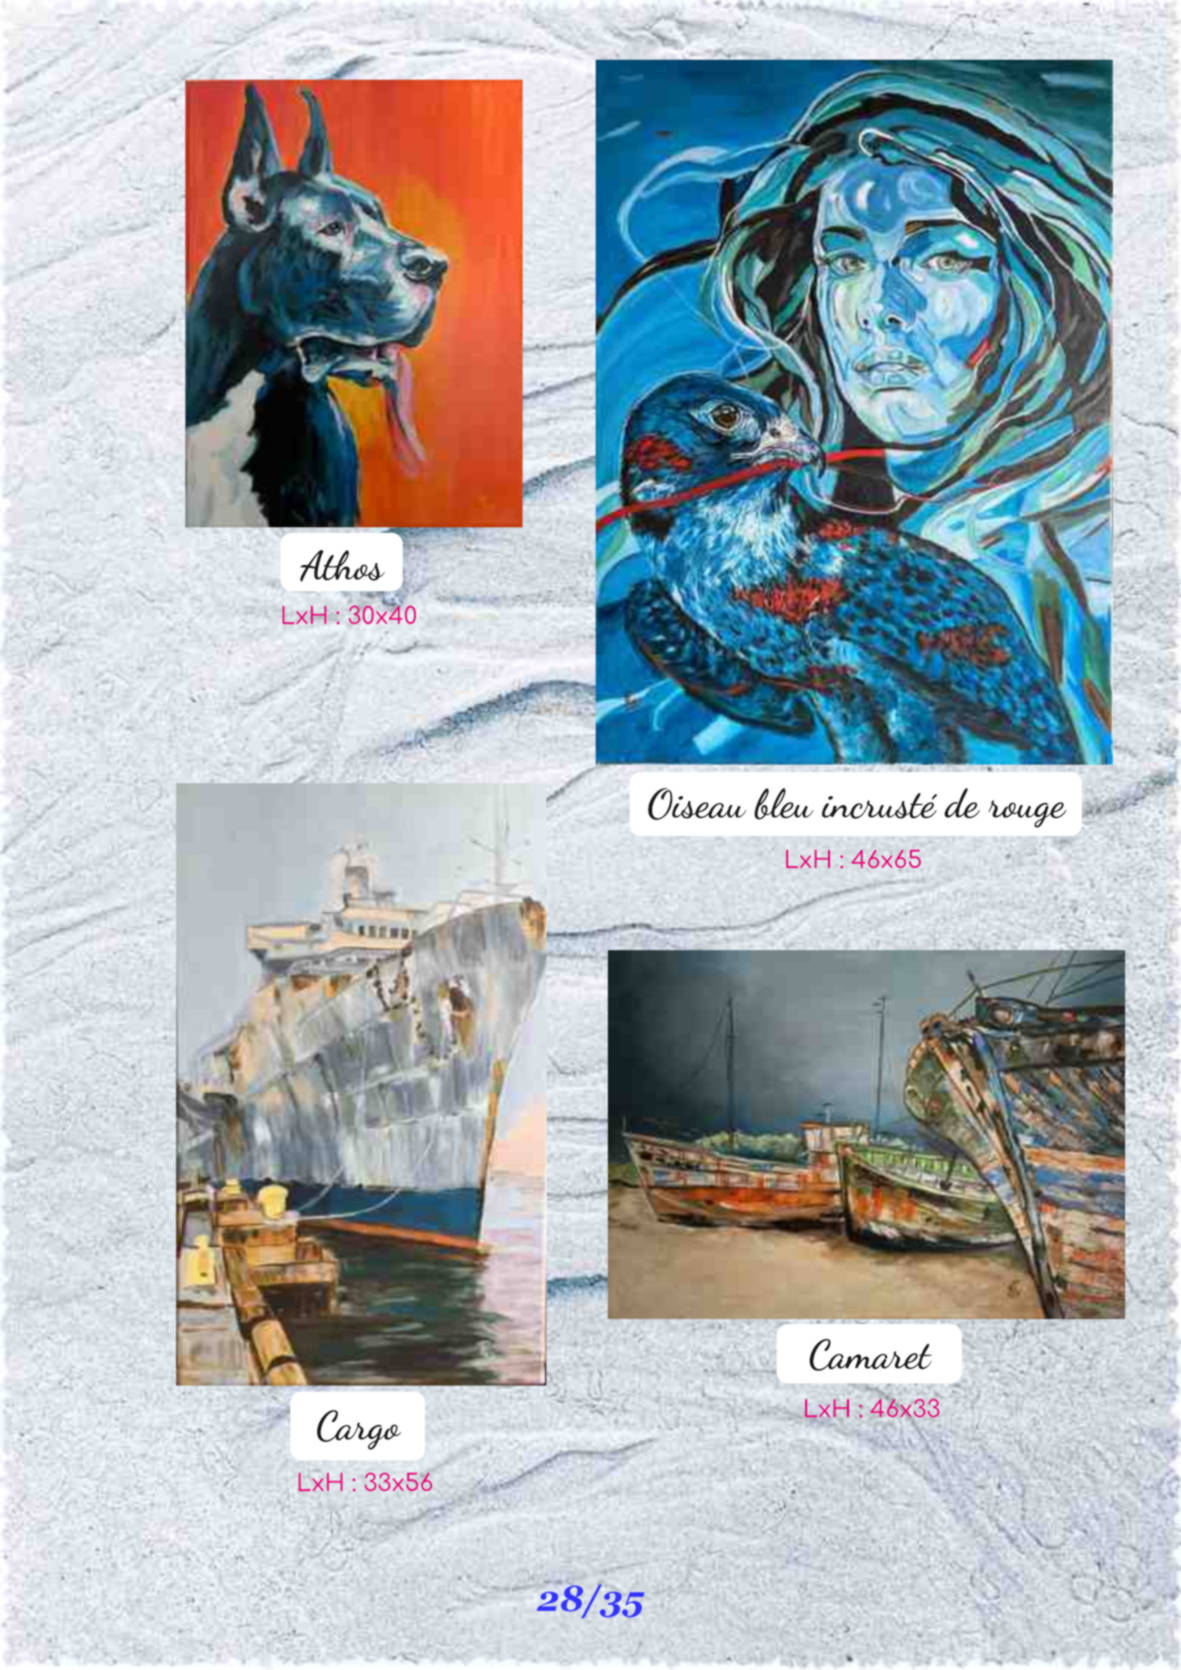 Athos
LxH : 30x40
Oiseau bleu incrusté de rouge
LxH : 46x65
Camaret
LxH : 46x33
Cargo
LxH : 33x56
28/35